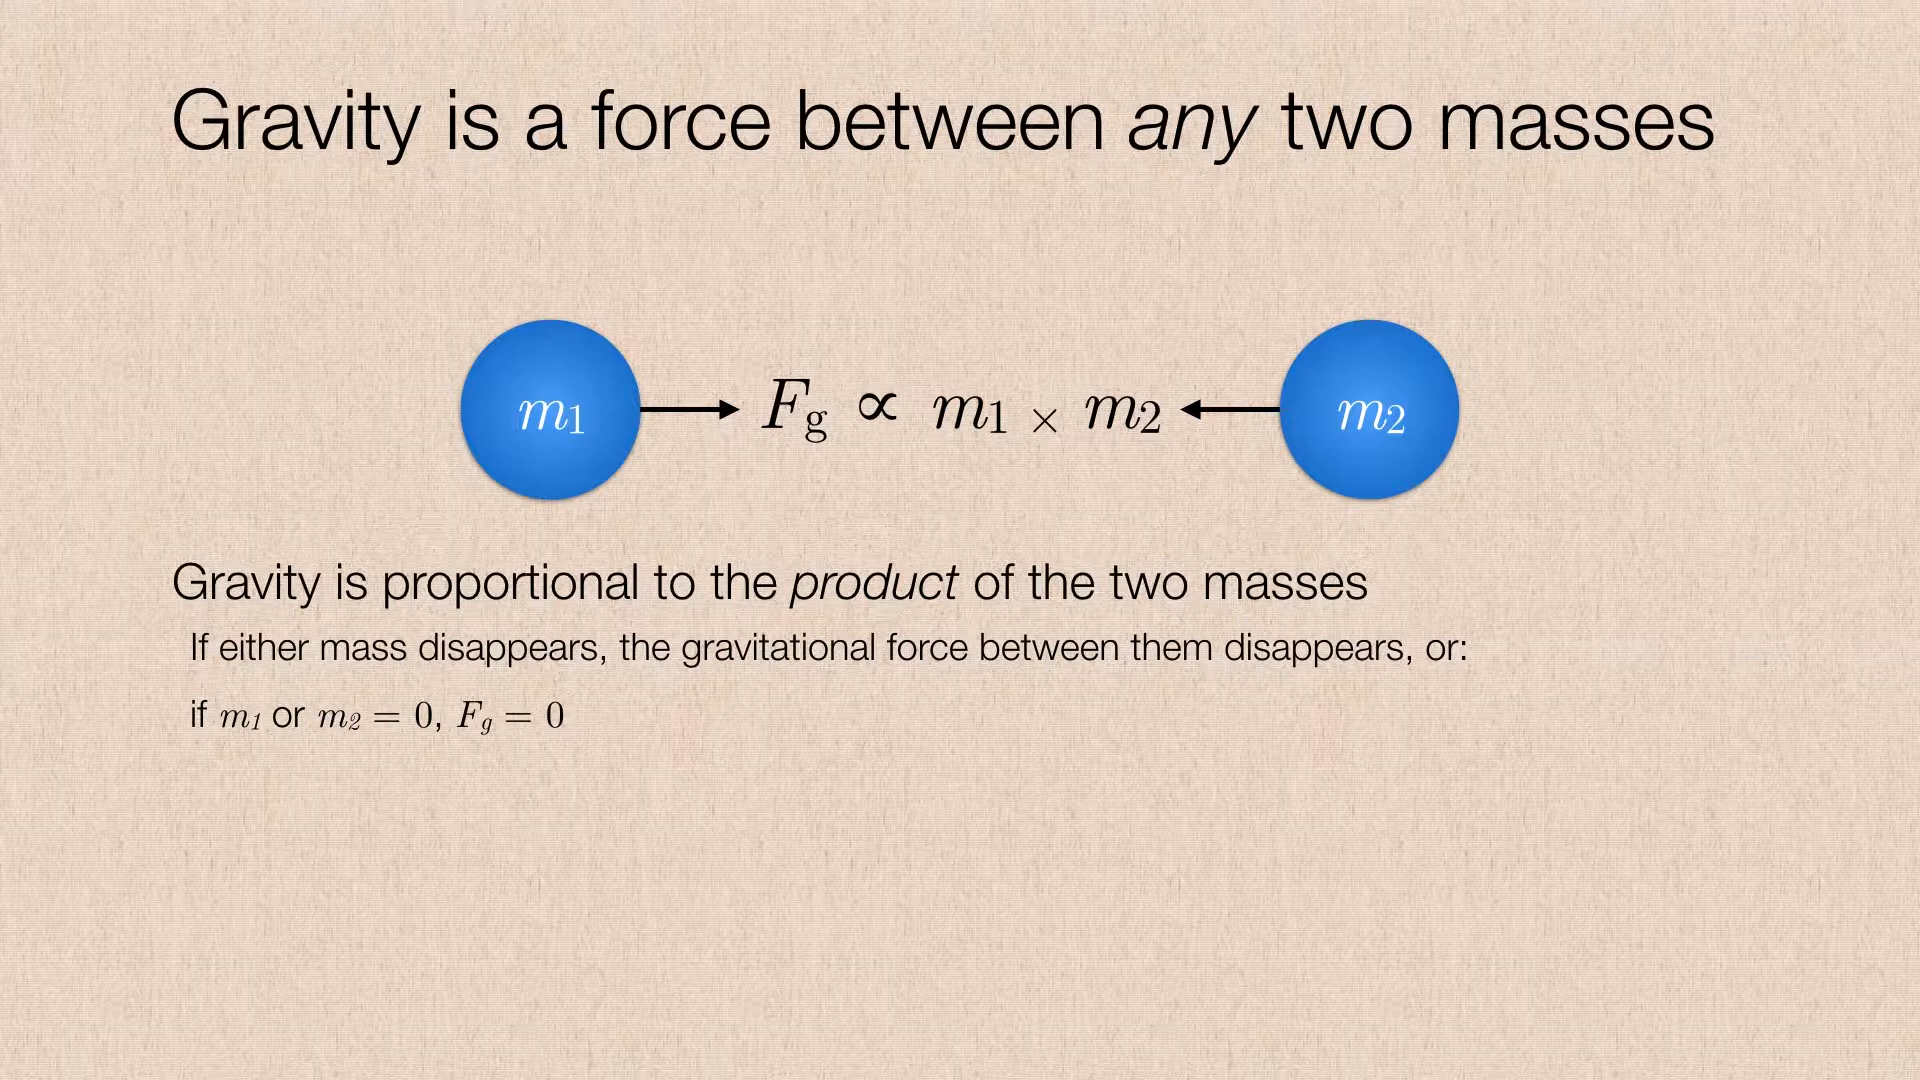 Gravity is a force between any two masses
m₁ F_g ∝ m₁ × m₂ m₂
Gravity is proportional to the product of the two masses
If either mass disappears, the gravitational force between them disappears, or:
if m₁ or m₂ = 0, F_g = 0